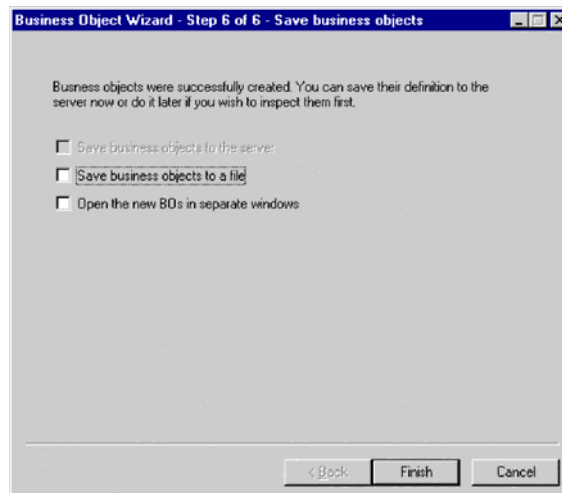 Business Object Wizard - Step 6 of 6 - Save business objects
Busness objects were successfully created. You can save their definition to the
server now or do it later if you wish to inspect them first.
Save business objects to the server
Save business objects to a file
Open the new BOs in separate windows
< Back
Finish
Cancel